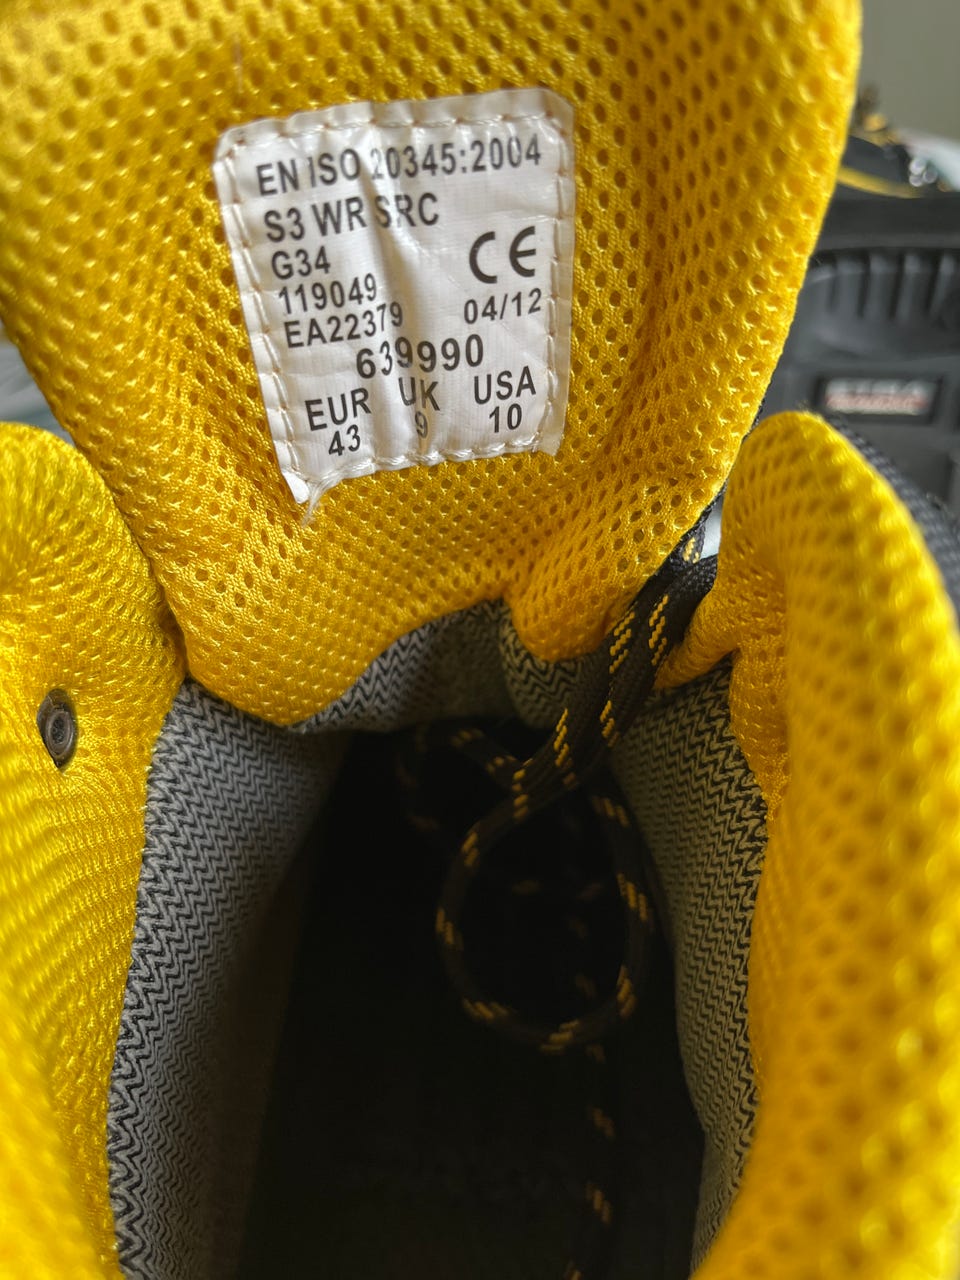 EN ISO 20345:2004
S3 WR SRC
G34 CE
119049
EA22379 04/12
639990
EUR UK USA
43 9 10